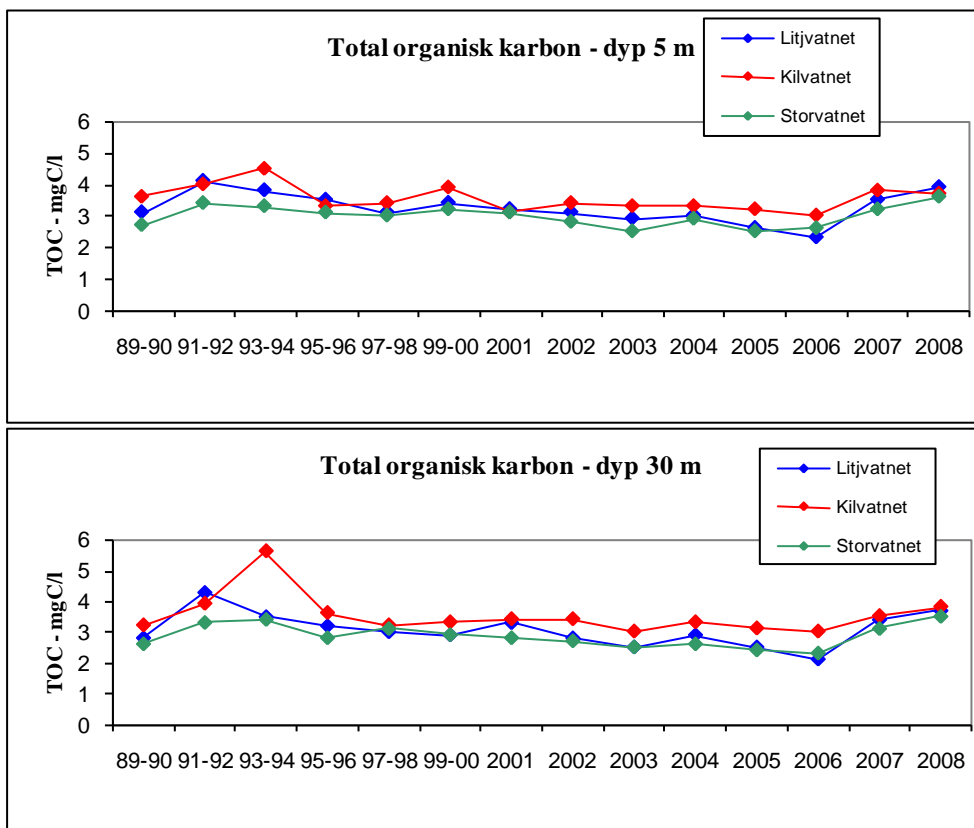 Total organisk karbon - dyp 5 m
Litjvatnet
Kilvatnet
Storvatnet
TOC - mgC/l
6
5
4
3
2
1
0
89-90 91-92 93-94 95-96 97-98 99-00 2001 2002 2003 2004 2005 2006 2007 2008
Total organisk karbon - dyp 30 m
Litjvatnet
Kilvatnet
Storvatnet
TOC - mgC/l
6
5
4
3
2
1
0
89-90 91-92 93-94 95-96 97-98 99-00 2001 2002 2003 2004 2005 2006 2007 2008